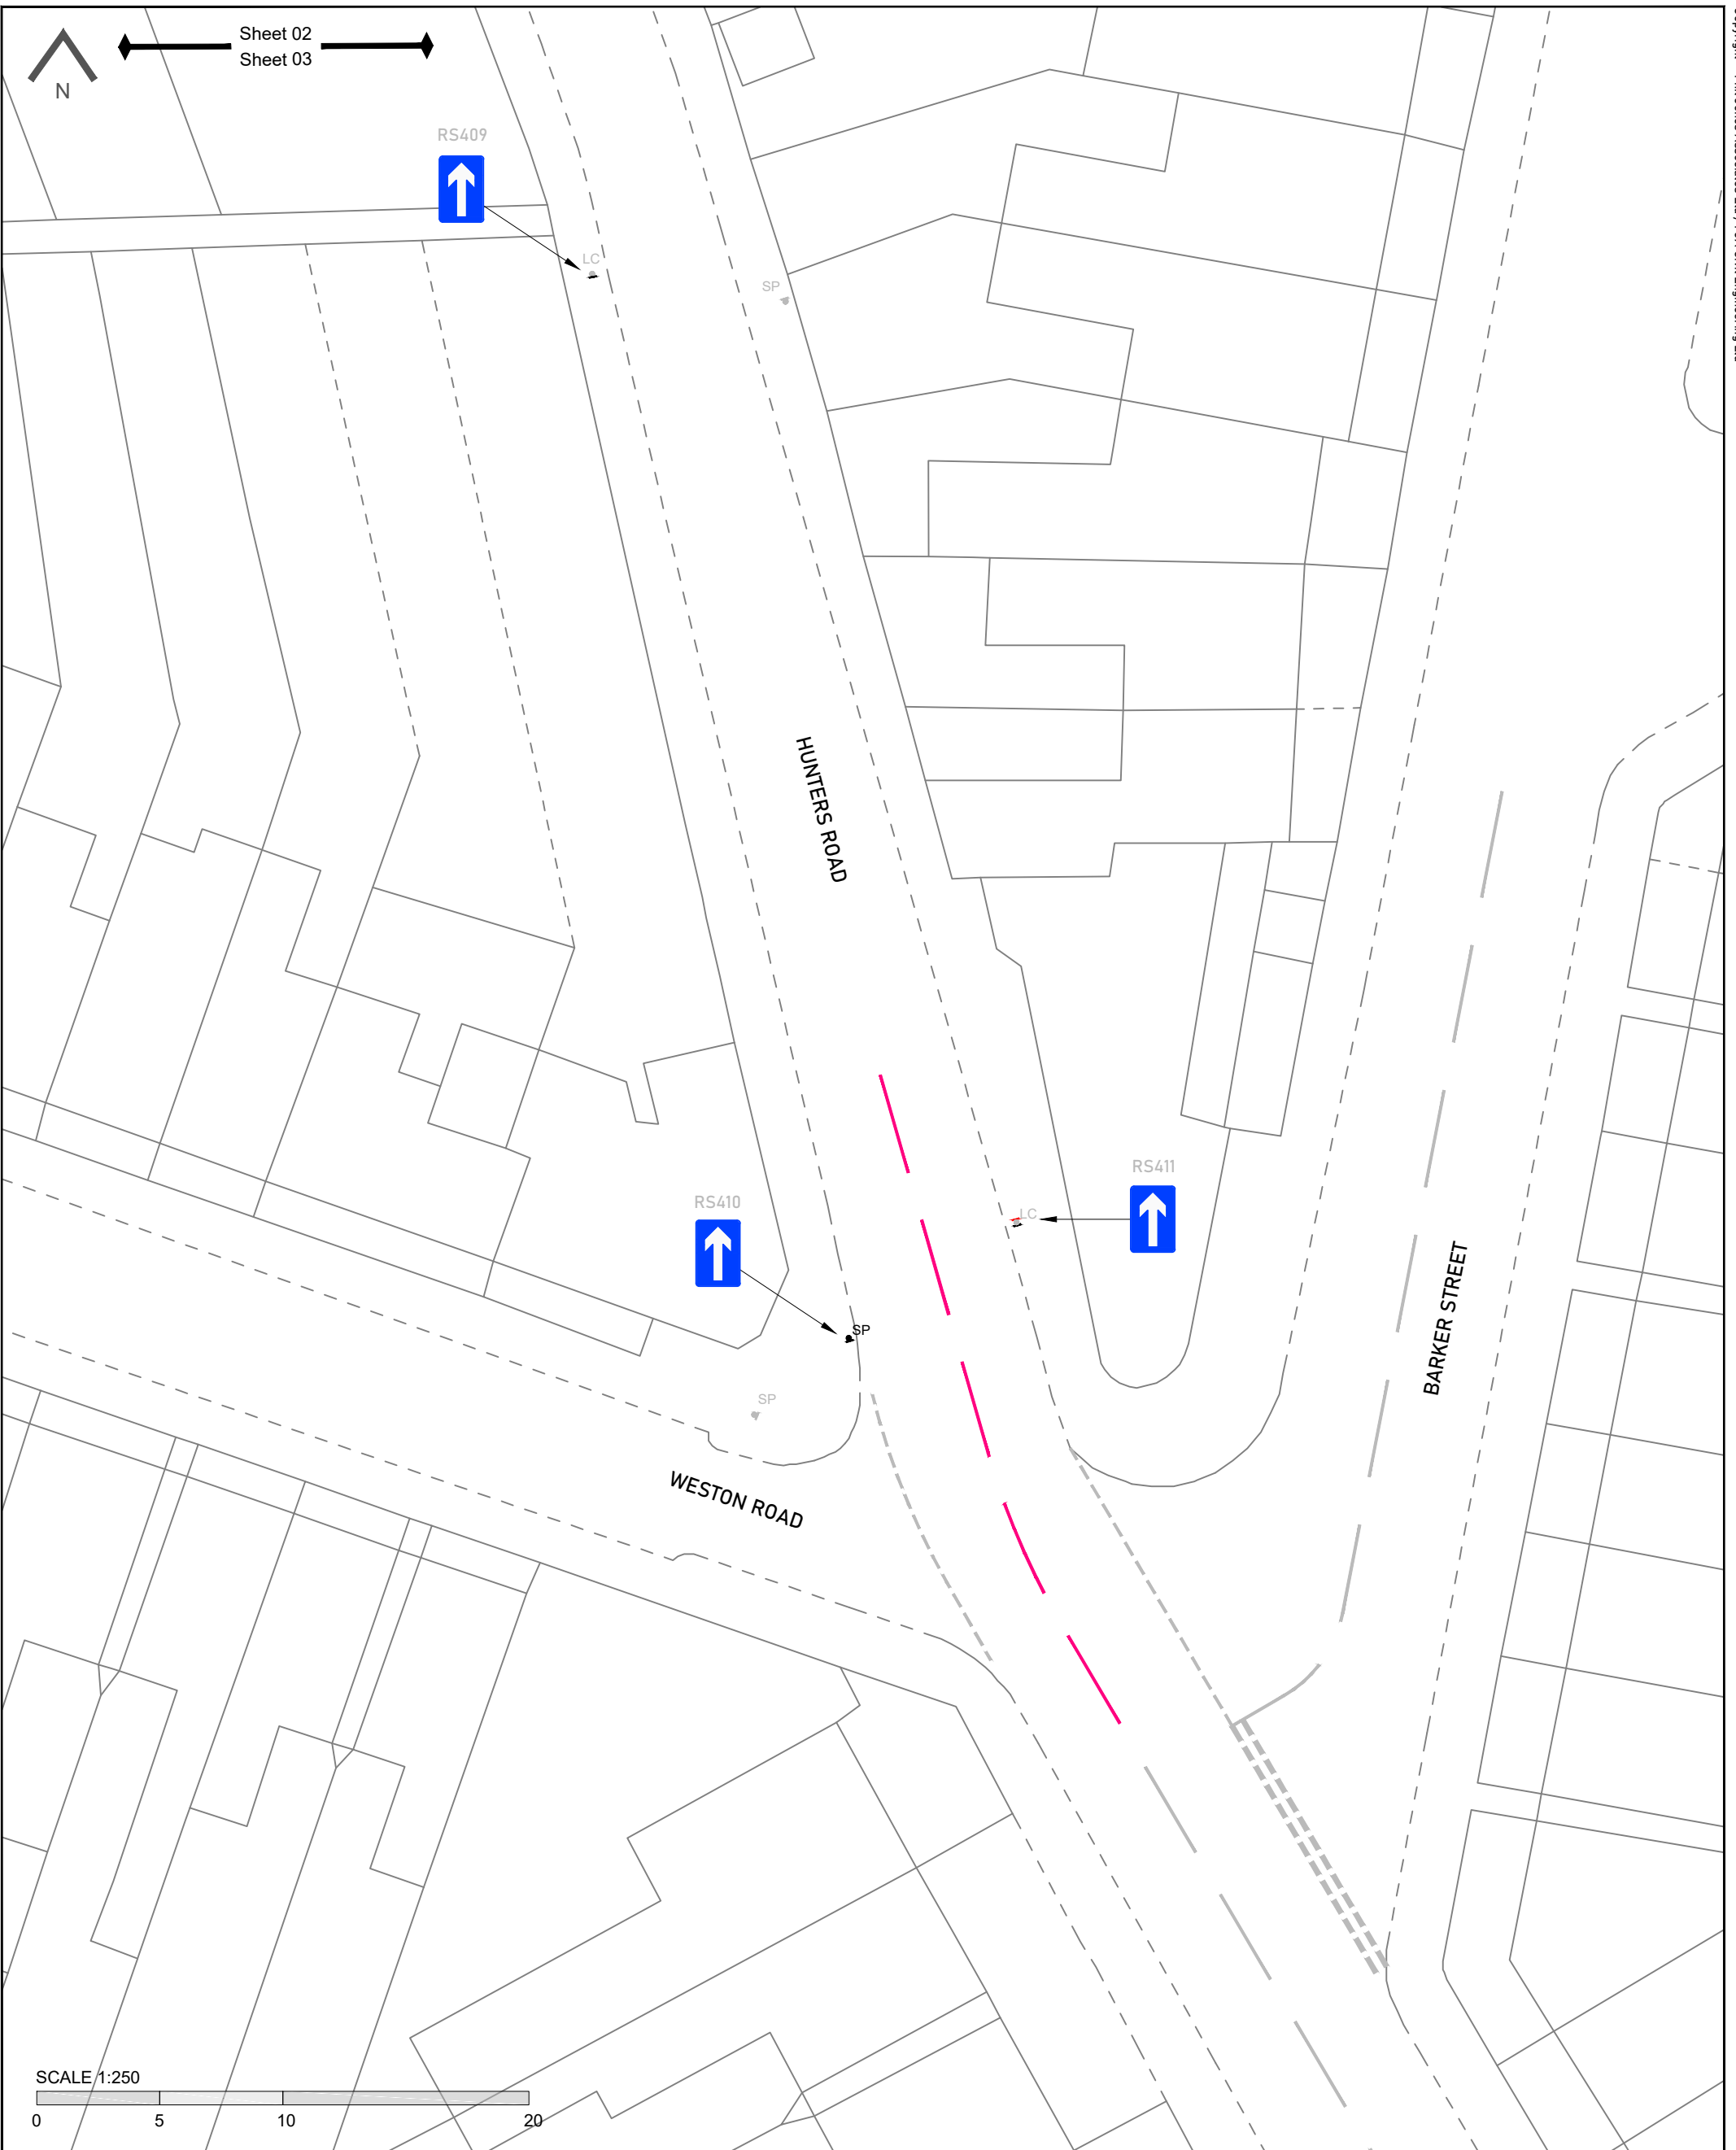 Sheet 02
Sheet 03
N
RS409
LC
SP
HUNTERS ROAD
RS411
LC
RS410
SP
SP
BARKER STREET
WESTON ROAD
SCALE 1:250
0 5 10 20